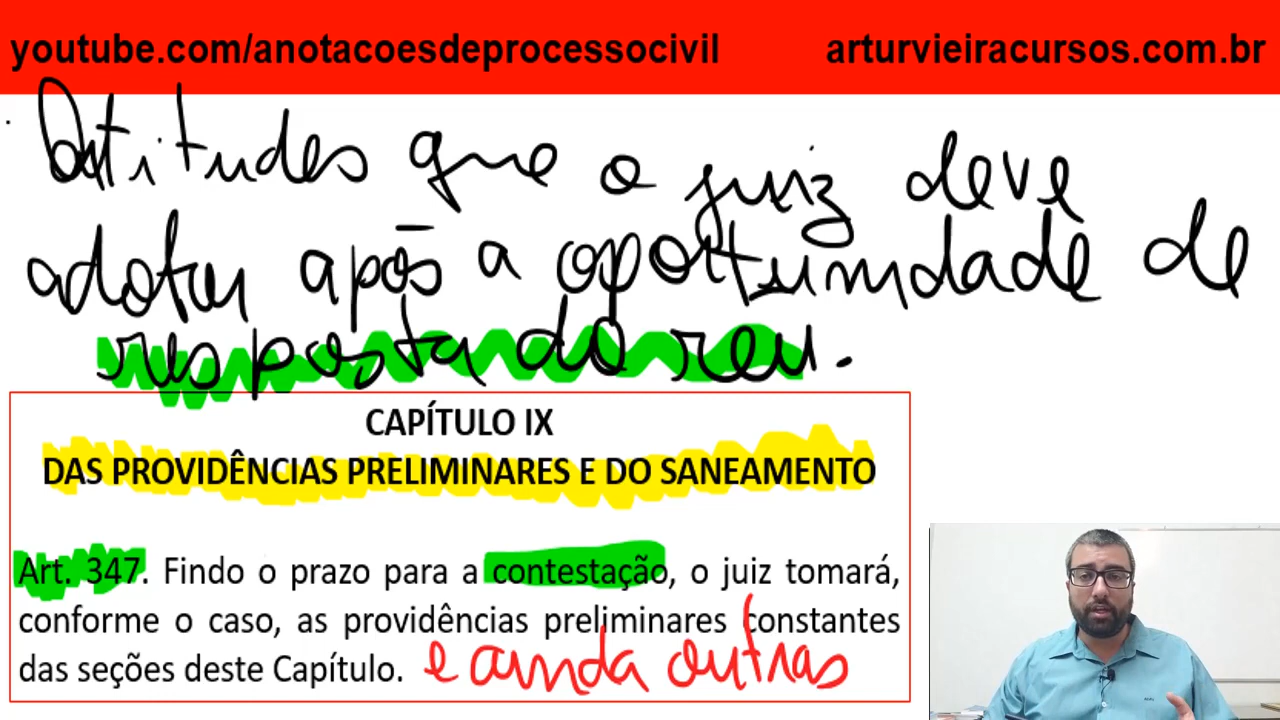 youtube.com/anotacoesdeprocessocivil arturvieiracursos.com.br
Atitudes que o juiz deve
adotar após a oportunidade de
resposta do réu.
CAPÍTULO IX
DAS PROVIDÊNCIAS PRELIMINARES E DO SANEAMENTO
Art. 347. Findo o prazo para a contestação, o juiz tomará,
conforme o caso, as providências preliminares constantes
das seções deste Capítulo. e ainda outras